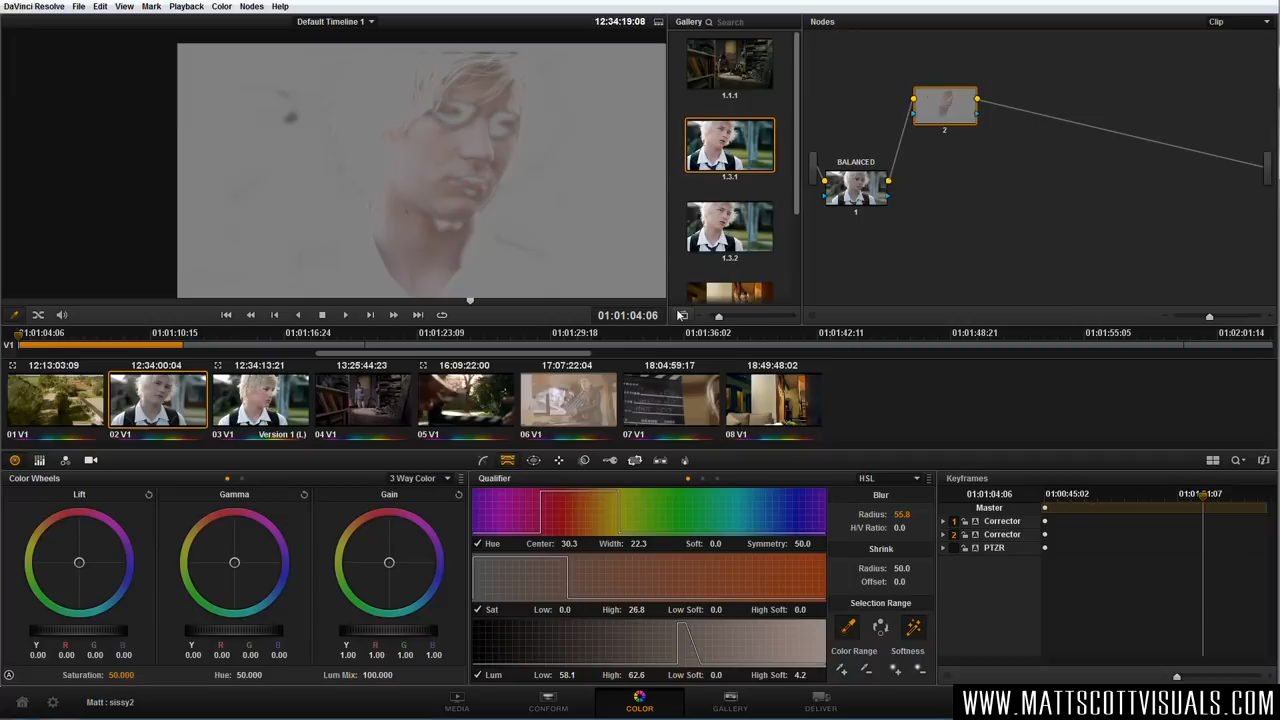 DaVinci Resolve File Edit View Mark Playback Color Nodes Help
Default Timeline 1 12:34:19:08 Gallery Search Nodes Clip
1.1.1
1.3.1
1.3.2
BALANCED
1
2
01:01:04:06
01:01:04:06 01:01:10:15 01:01:16:24 01:01:23:09 01:01:29:18 01:01:36:02 01:01:42:11 01:01:48:21 01:01:55:05 01:02:01:14
V1
12:13:03:09 12:34:00:04 12:34:13:21 13:25:44:23 16:09:22:00 17:07:22:04 18:04:59:17 18:49:48:02
01 V1 02 V1 03 V1 Version 1 (L) 04 V1 05 V1 06 V1 07 V1 08 V1
Color Wheels 3 Way Color Qualifier HSL Keyframes
Lift Gamma Gain
Blur
Radius: 55.8
H/V Ratio: 0.0
01:01:04:06 01:00:45:02
Master
1 Corrector
2 Corrector
PTZR
Hue Center: 30.3 Width: 22.3 Soft: 0.0 Symmetry: 50.0
Shrink
Radius: 50.0
Offset: 0.0
Sat Low: 0.0 High: 26.8 Low Soft: 0.0 High Soft: 0.0
Selection Range
Color Range Softness
Y R G B Y R G B Y R G B
0.00 0.00 0.00 0.00 0.00 0.00 0.00 0.00 1.00 1.00 1.00 1.00
A Saturation: 50.000 Hue: 50.000 Lum Mix: 100.000
Lum Low: 58.1 High: 62.6 Low Soft: 0.0 High Soft: 4.2
Matt : sissy2
MEDIA CONFORM COLOR GALLERY DELIVER
WWW.MATTSCOTTVISUALS.COM